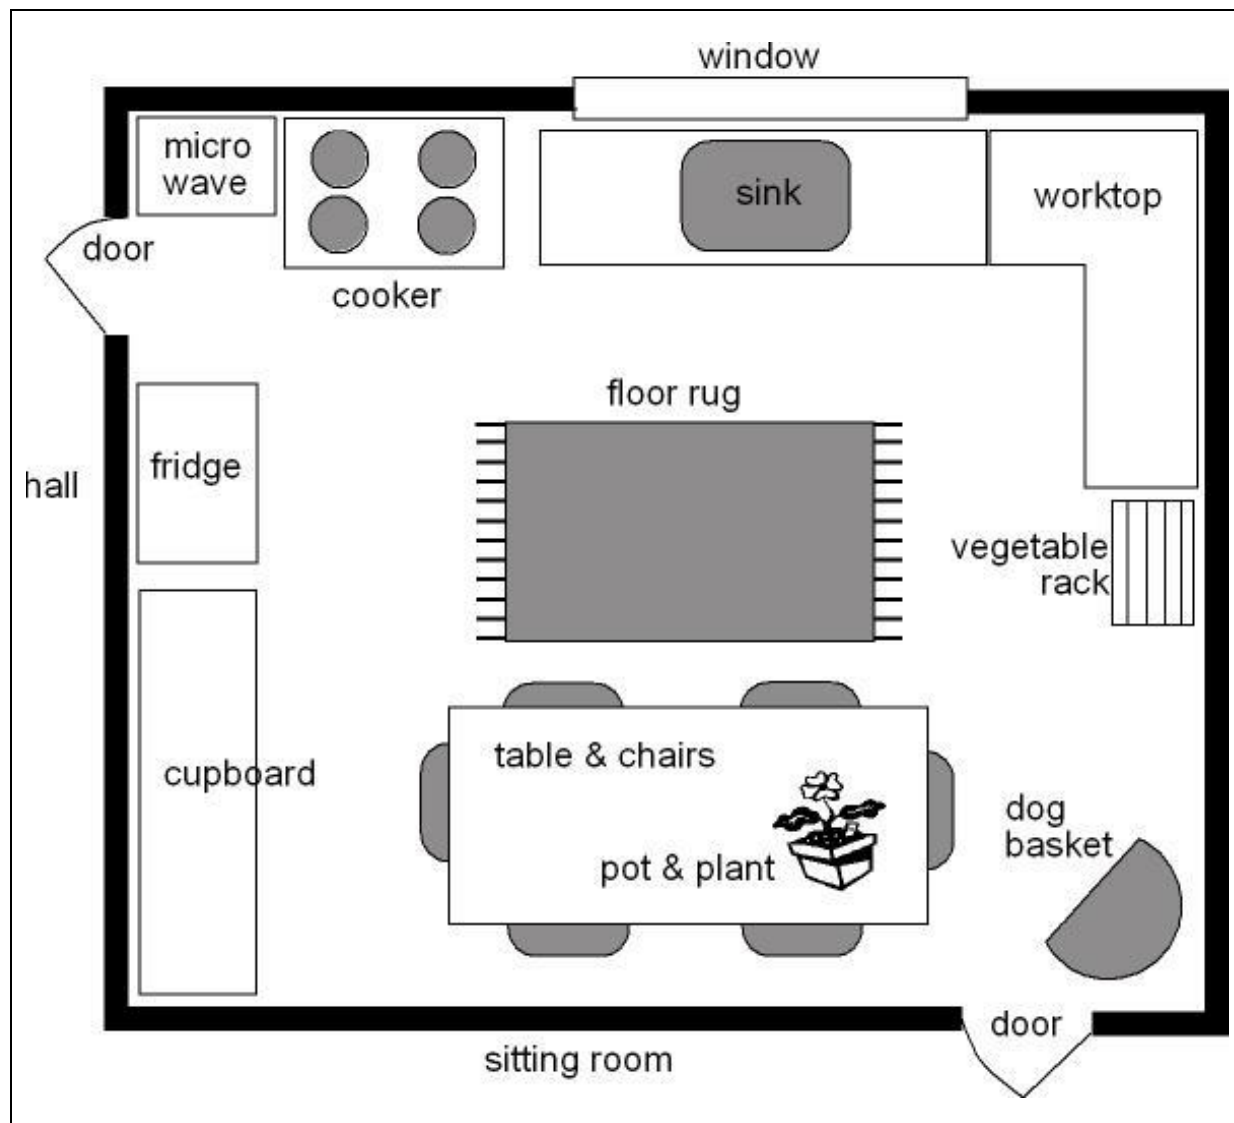 window
micro
wave
sink
worktop
door
cooker
floor rug
fridge
hall
vegetable
rack
table & chairs
cupboard
pot & plant
dog
basket
door
sitting room